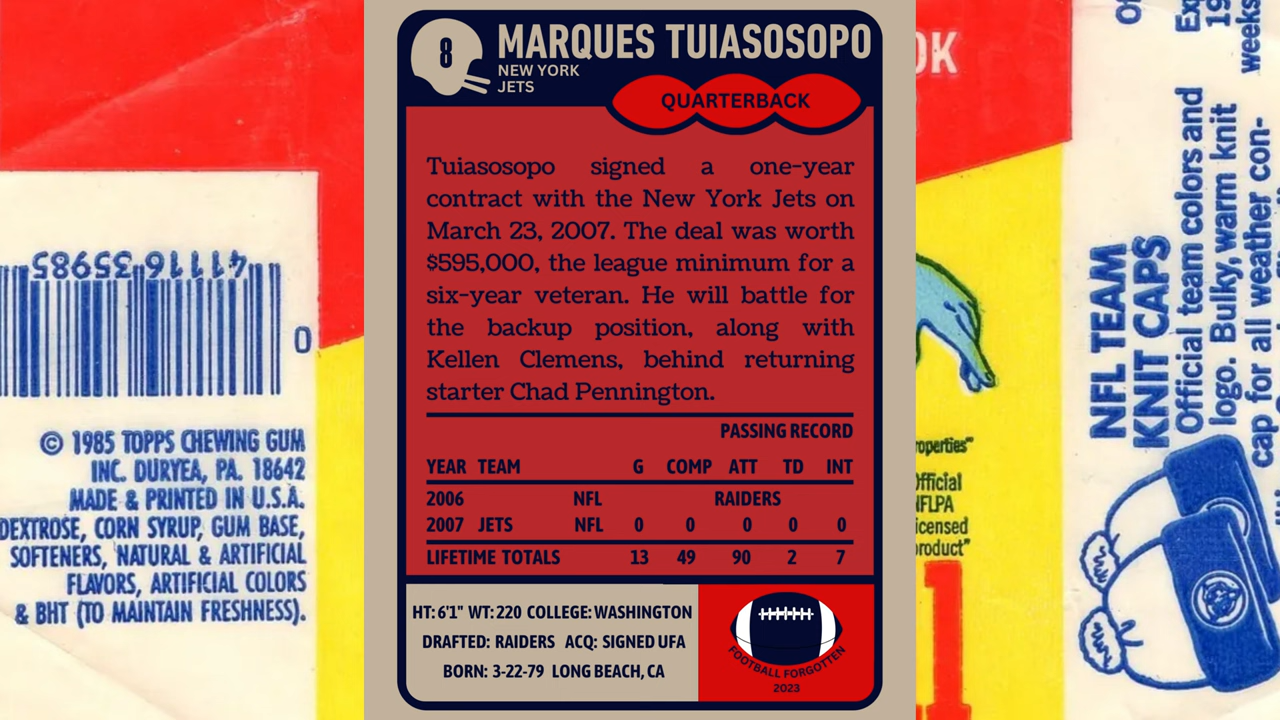 8
MARQUES TUIASOSOPO
NEW YORK
JETS
QUARTERBACK
Tuiasosopo signed a one-year
contract with the New York Jets on
March 23, 2007. The deal was worth
$595,000, the league minimum for a
six-year veteran. He will battle for
the backup position, along with
Kellen Clemens, behind returning
starter Chad Pennington.
PASSING RECORD
YEAR TEAM G COMP ATT TD INT
2006 NFL RAIDERS
2007 JETS NFL 0 0 0 0 0
LIFETIME TOTALS 13 49 90 2 7
HT: 6'1" WT: 220 COLLEGE: WASHINGTON
DRAFTED: RAIDERS ACQ: SIGNED UFA
BORN: 3-22-79 LONG BEACH, CA
FOOTBALL FORGOTTEN
2023
41116 35985
0
© 1985 TOPPS CHEWING GUM
INC. DURYEA, PA. 18642
MADE & PRINTED IN U.S.A.
DEXTROSE, CORN SYRUP, GUM BASE,
SOFTENERS, NATURAL & ARTIFICIAL
FLAVORS, ARTIFICIAL COLORS
& BHT (TO MAINTAIN FRESHNESS).
NFL TEAM
KNIT CAPS
Official team colors and
logo. Bulky, warm knit
cap for all weather con-
weeks